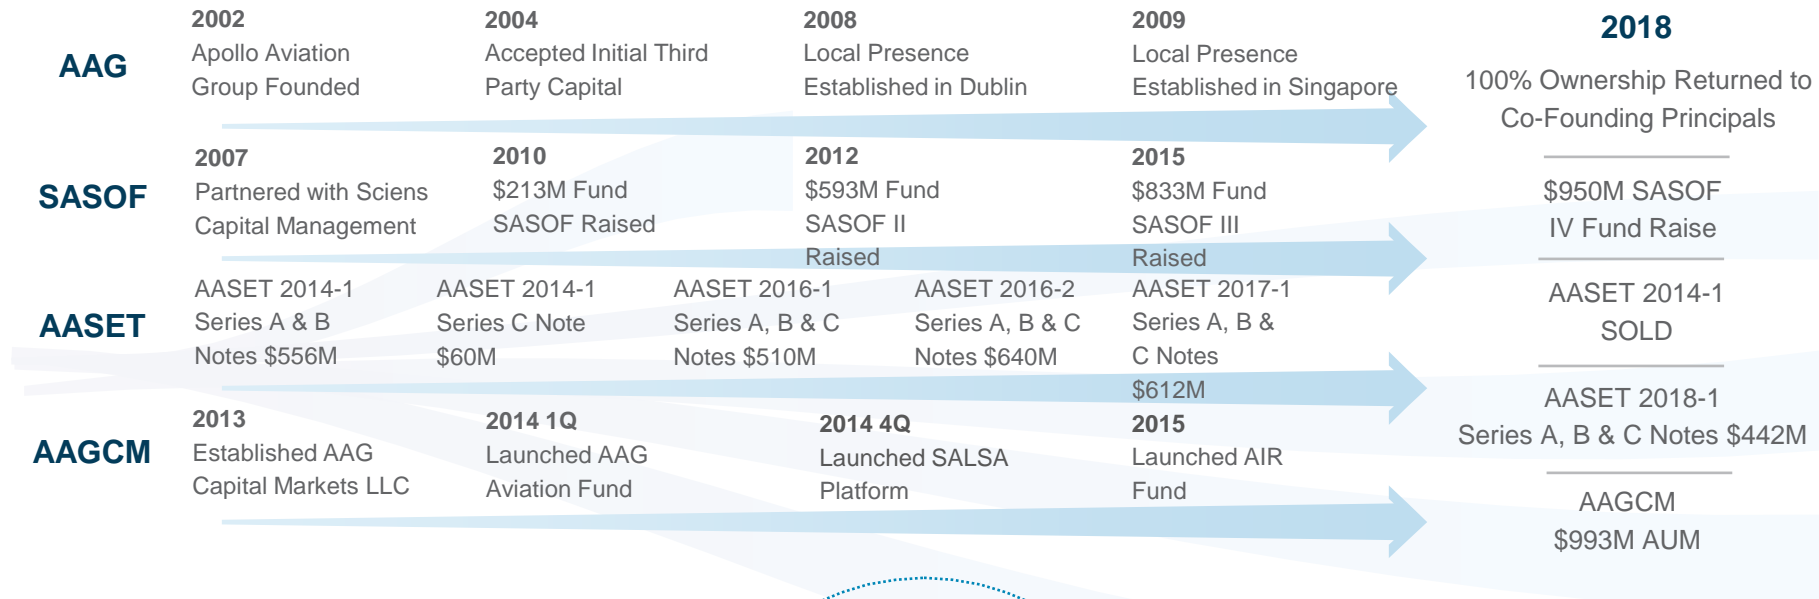 AAG
2002
Apollo Aviation
Group Founded
2004
Accepted Initial Third
Party Capital
2008
Local Presence
Established in Dublin
2009
Local Presence
Established in Singapore
SASOF
2007
Partnered with Sciens
Capital Management
2010
$213M Fund
SASOF Raised
2012
$593M Fund
SASOF II
Raised
2015
$833M Fund
SASOF III
Raised
AASET
AASET 2014-1
Series A & B
Notes $556M
AASET 2014-1
Series C Note
$60M
AASET 2016-1
Series A, B & C
Notes $510M
AASET 2016-2
Series A, B & C
Notes $640M
AASET 2017-1
Series A, B &
C Notes
$612M
AAGCM
2013
Established AAG
Capital Markets LLC
2014 1Q
Launched AAG
Aviation Fund
2014 4Q
Launched SALSA
Platform
2015
Launched AIR
Fund
2018
100% Ownership Returned to
Co-Founding Principals
$950M SASOF
IV Fund Raise
AASET 2014-1
SOLD
AASET 2018-1
Series A, B & C Notes $442M
AAGCM
$993M AUM